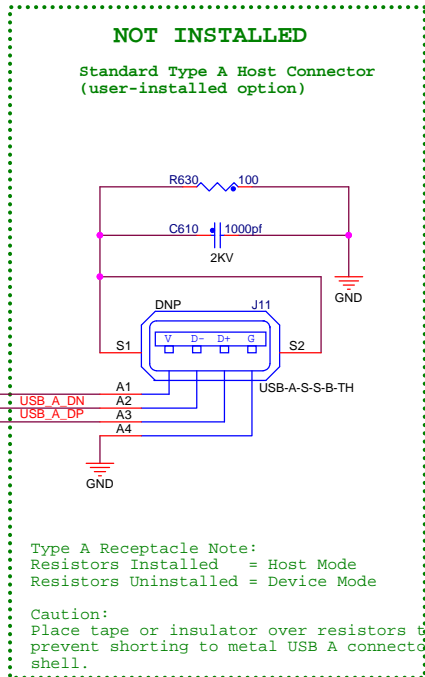 NOT INSTALLED
Standard Type A Host Connector
(user-installed option)
R630 100
C610 1000pf
2KV
GND
DNP J11
V D- D+ G
S1 S2
USB-A-S-S-B-TH
A1
USB_A_DN A2
USB_A_DP A3
A4
GND
Type A Receptacle Note:
Resistors Installed = Host Mode
Resistors Uninstalled = Device Mode
Caution:
Place tape or insulator over resistors t
prevent shorting to metal USB A connecto
shell.